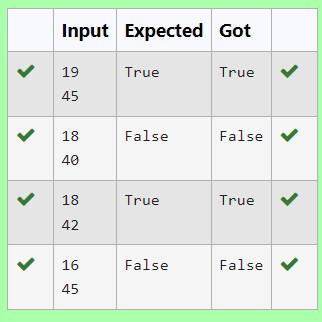 Input Expected Got
19 True True
45
18 False False
40
18 True True
42
16 False False
45